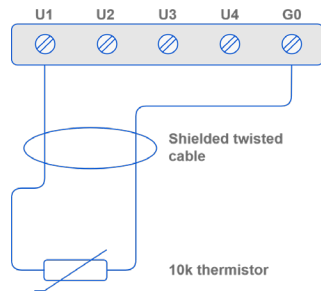 U1 U2 U3 U4 G0
Shielded twisted
cable
10k thermistor